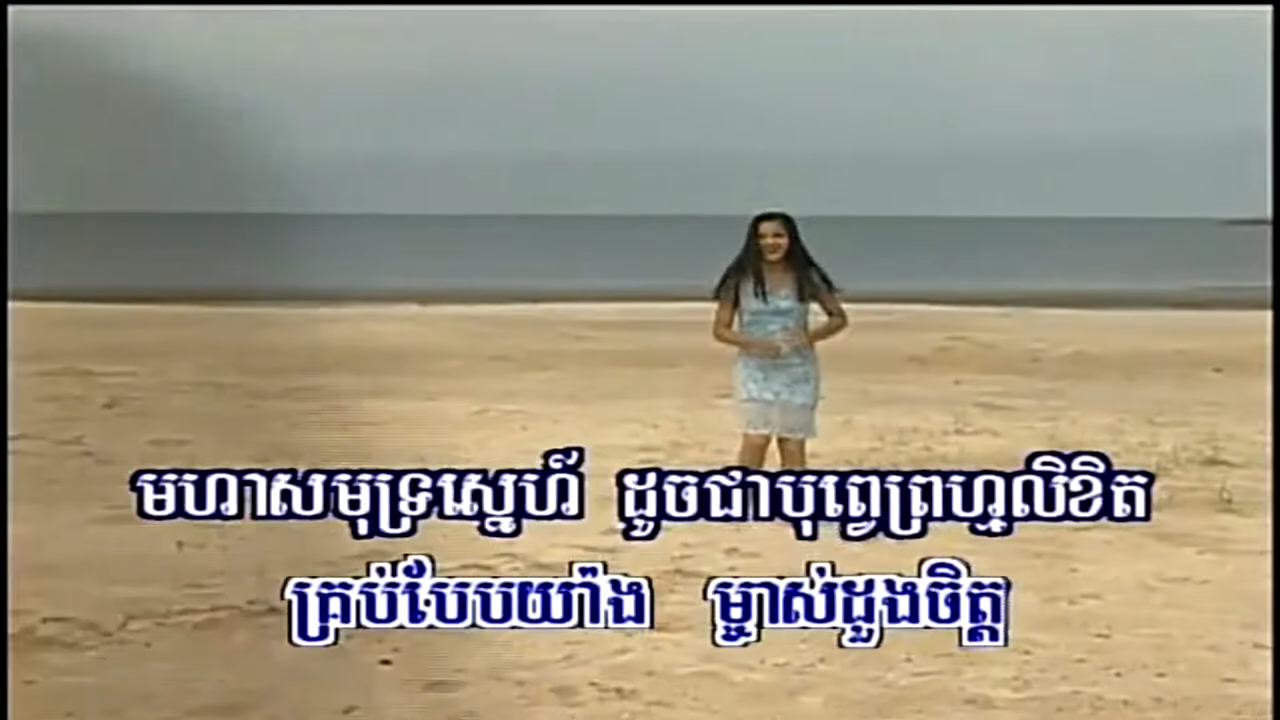 មហាសមុទ្រស្នេហ៍ ដូចជាបុព្វេព្រហ្មលិខិត
គ្រប់បែបយ៉ាង ម្ចាស់ដួងចិត្ត